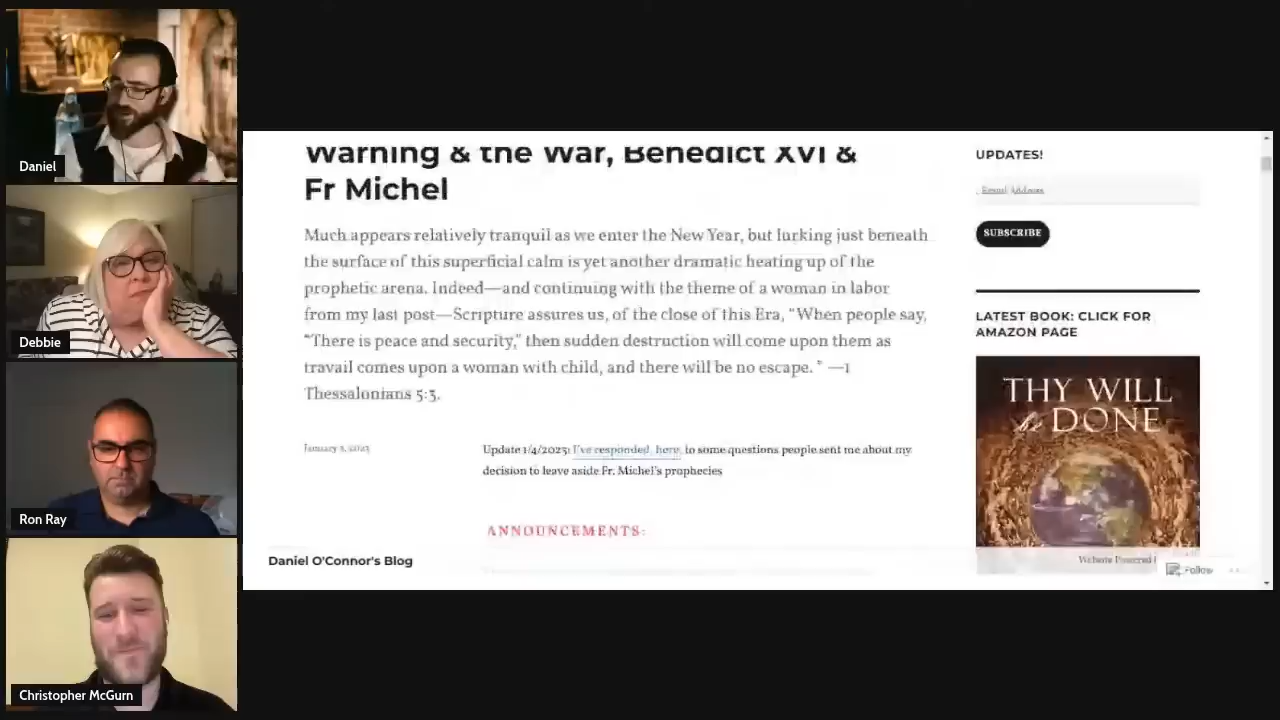 Daniel
Debbie
Ron Ray
Christopher McGurn
Warning & the War, Benedict XVI &
Fr Michel
Much appears relatively tranquil as we enter the New Year, but lurking just beneath
the surface of this superficial calm is yet another dramatic heating up of the
prophetic arena. Indeed—and continuing with the theme of a woman in labor
from my last post—Scripture assures us, of the close of this Era, “When people say,
“There is peace and security,” then sudden destruction will come upon them as
travail comes upon a woman with child, and there will be no escape.” —1
Thessalonians 5:3.
Update 1/4/2023: I've responded, here, to some questions people sent me about my
decision to leave aside Fr. Michel's prophecies
ANNOUNCEMENTS:
Daniel O'Connor's Blog
UPDATES!
Email Address
SUBSCRIBE
LATEST BOOK: CLICK FOR
AMAZON PAGE
THY WILL
be DONE
Website Powered
Follow